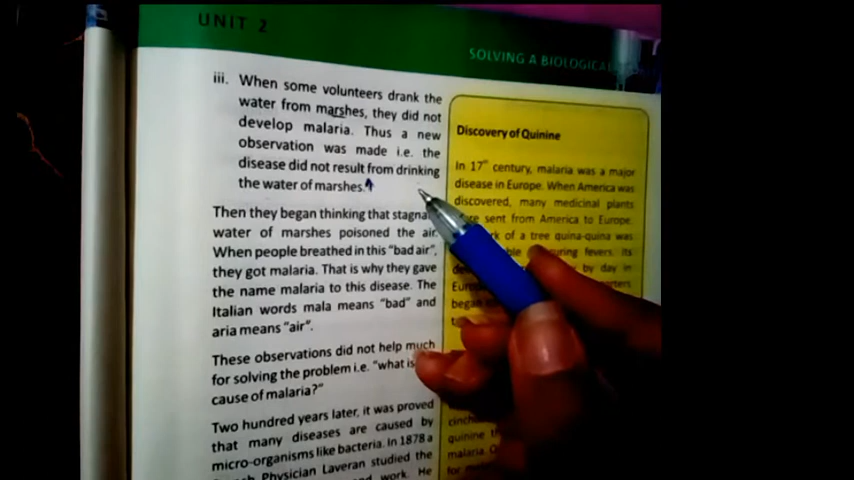 UNIT 2
SOLVING A BIOLOGICAL
iii. When some volunteers drank the
water from marshes, they did not
develop malaria. Thus a new
observation was made i.e. the
disease did not result from drinking
the water of marshes.
Then they began thinking that
water of marshes poisoned the air.
When people breathed in this “bad air”,
they got malaria. That is why they gave
the name malaria to this disease. The
Italian words mala means “bad” and
aria means “air”.
These observations did not help much
for solving the problem i.e. “what is
cause of malaria?”
Two hundred years later, it was proved
that many diseases are caused by
micro-organisms like bacteria. In 1878 a
Physician Laveran studied the
and work. He
Discovery of Quinine
In 17th century, malaria was a major
disease in Europe. When America was
discovered, many medicinal plants
sent from America to Europe.
of a tree quina-quina was
curing fevers. Its
by day in
began
quinine
malaria.
for